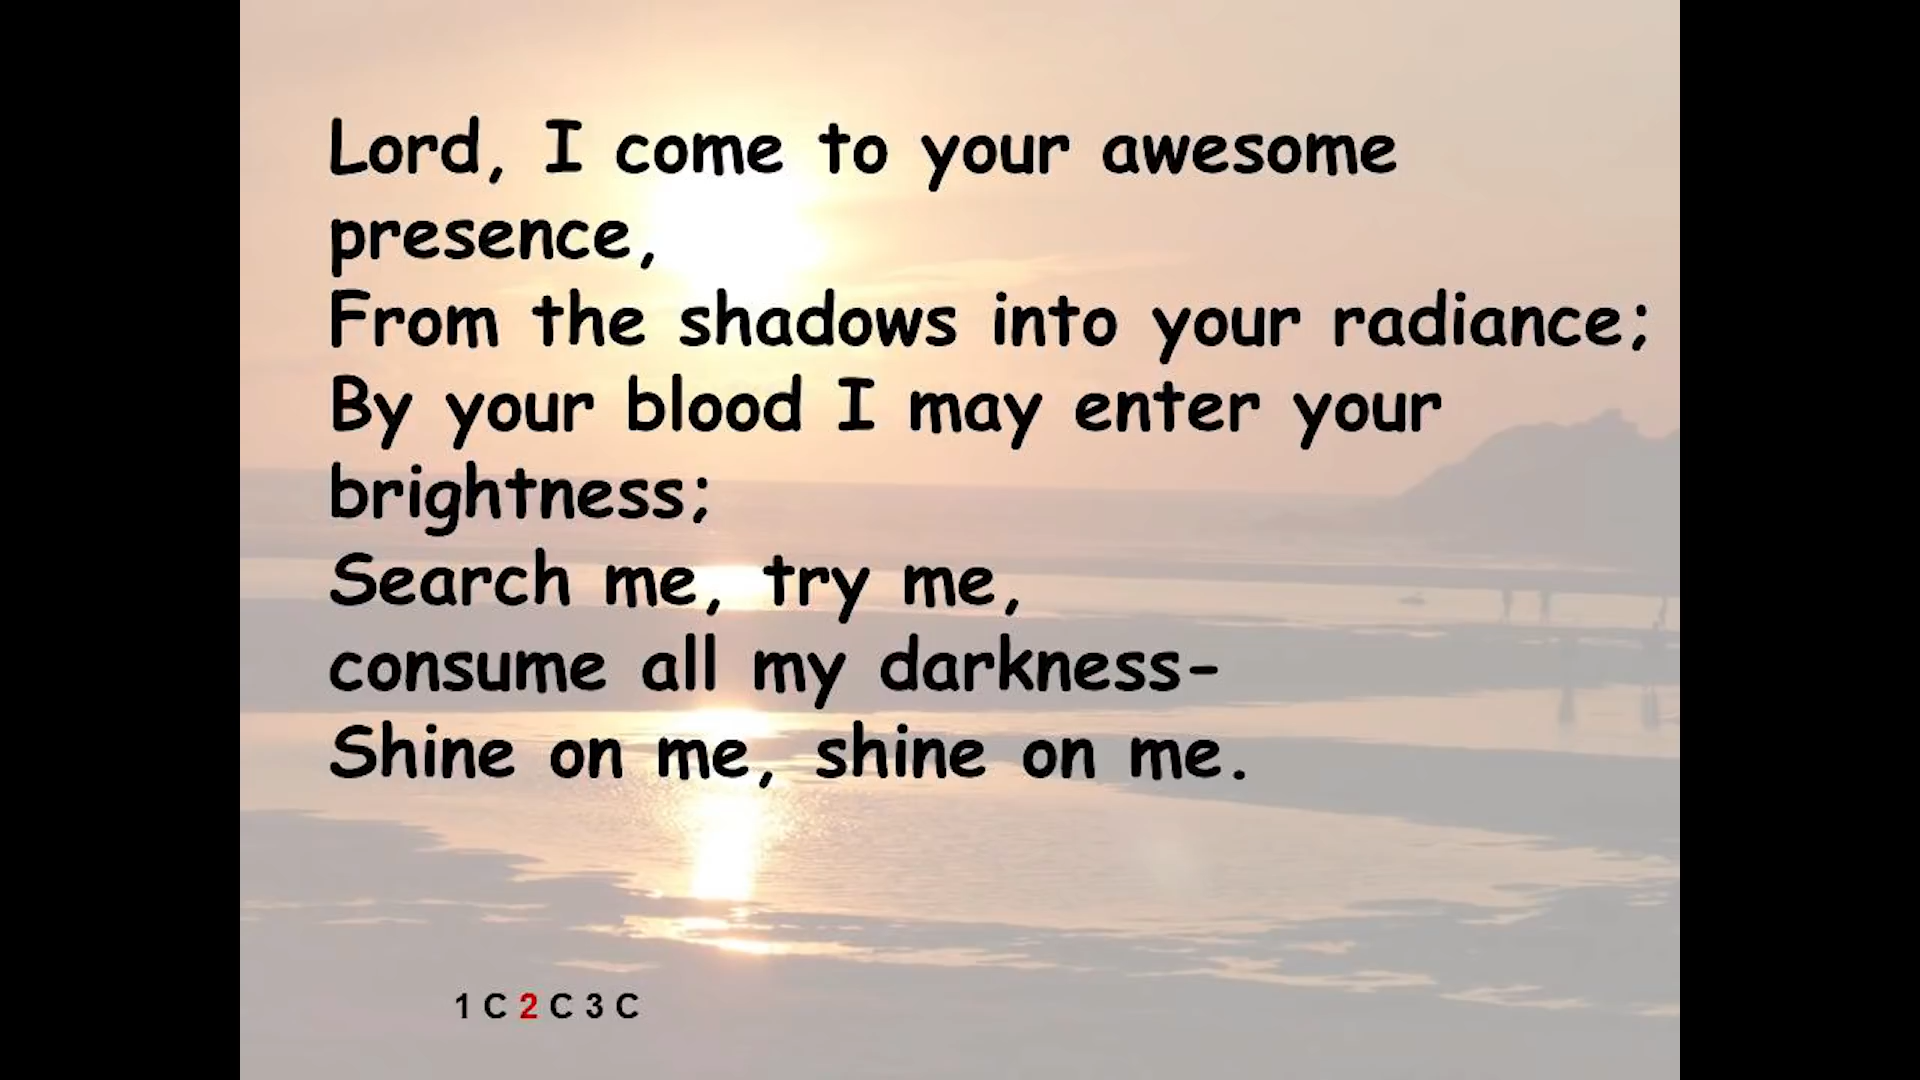 Lord, I come to your awesome
presence,
From the shadows into your radiance;
By your blood I may enter your
brightness;
Search me, try me,
consume all my darkness-
Shine on me, shine on me.
1 C 2 C 3 C